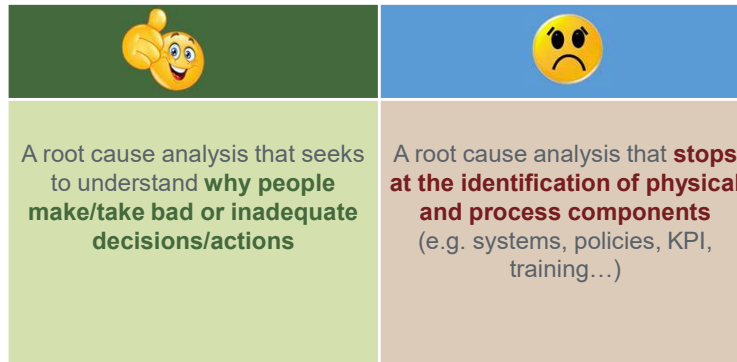 A root cause analysis that seeks
to understand why people
make/take bad or inadequate
decisions/actions
A root cause analysis that stops
at the identification of physical
and process components
(e.g. systems, policies, KPI,
training…)